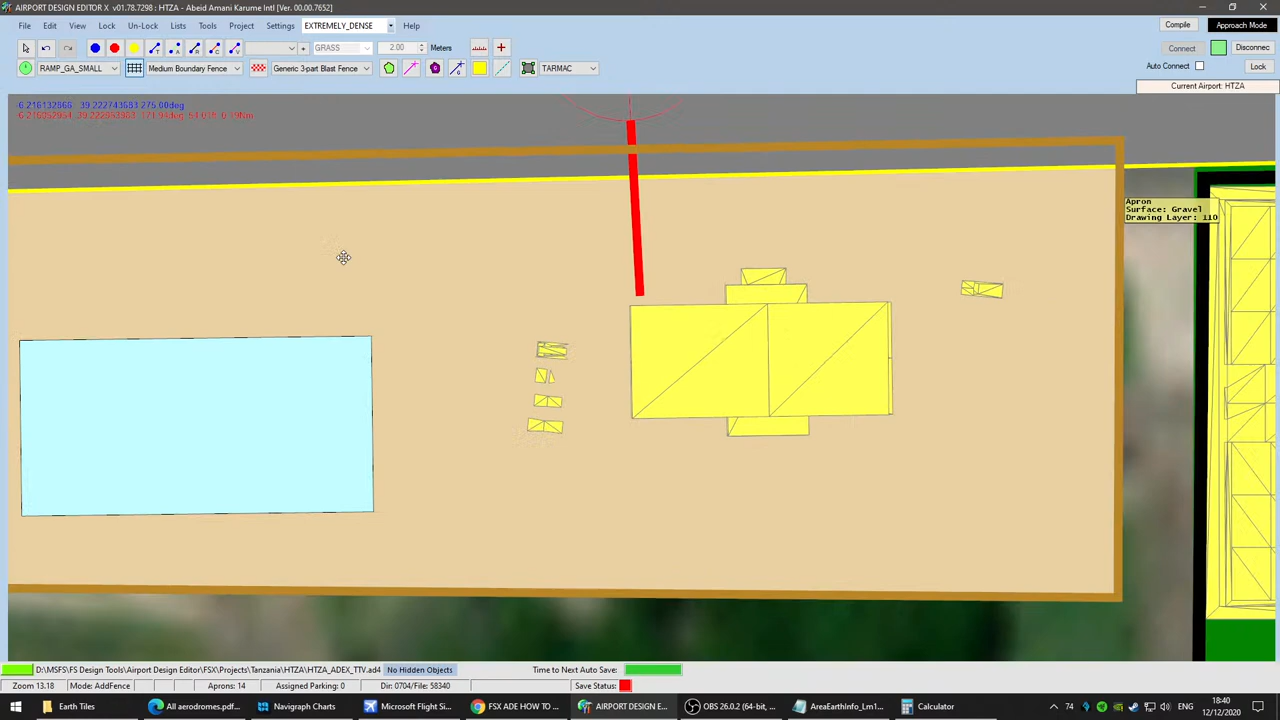 AIRPORT DESIGN EDITOR X v01.78.7298 : HTZA - Abeid Amani Karume Intl [Ver. 00.00.7652]
File Edit View Lock Un-Lock Lists Tools Project Settings EXTREMELY_DENSE Help
Compile Approach Mode
GRASS 2.00 Meters
Connect Disconnec
RAMP_GA_SMALL Medium Boundary Fence Generic 3-part Blast Fence TARMAC
Auto Connect Lock
Current Airport: HTZA
Apron
Surface: Gravel
Drawing Layer: 110
D:\MSFS\FS Design Tools\Airport Design Editor\FSX\Projects\Tanzania\HTZA\HTZA_ADEX_TTV.ad4 No Hidden Objects Time to Next Auto Save:
Zoom 13.18 Mode: AddFence Aprons: 14 Assigned Parking: 0 Dir: 0704/File: 58340 Save Status:
Earth Tiles All aerodromes.pdf... Navigraph Charts Microsoft Flight Si... FSX ADE HOW TO ... AIRPORT DESIGN E... OBS 26.0.2 (64-bit, ... AreaEarthInfo_Lm1... Calculator 74 18:40
12/12/2020